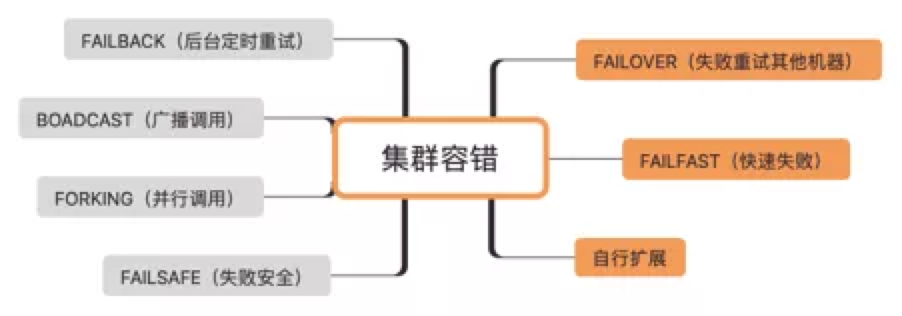 FAILBACK（后台定时重试）
BOADCAST（广播调用）
FORKING（并行调用）
FAILSAFE（失败安全）
集群容错
FAILOVER（失败重试其他机器）
FAILFAST（快速失败）
自行扩展